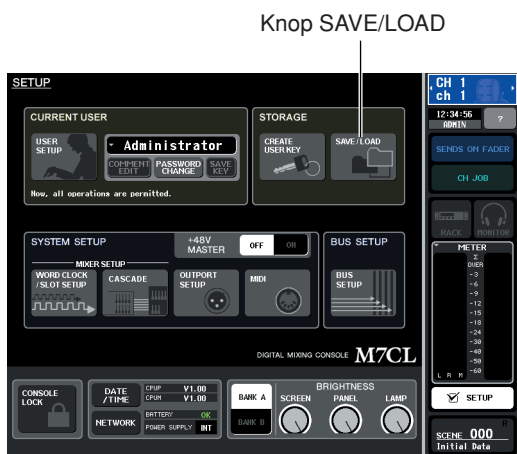 Knop SAVE/LOAD
SETUP
CH 1
ch 1
12:34:56
ADMIN
?
SENDS ON FADER
CH JOB
RACK
MONITOR
METER
Σ
OVER
-3
-6
-9
-12
-15
-18
-24
-30
-40
-50
-60
L R M
SETUP
R
SCENE 000
Initial Data
CURRENT USER
USER
SETUP
Administrator
COMMENT
EDIT
PASSWORD
CHANGE
SAVE
KEY
Now, all operations are permitted.
STORAGE
CREATE
USER KEY
SAVE/LOAD
SYSTEM SETUP
+48V
MASTER
OFF
ON
MIXER SETUP
WORD CLOCK
/SLOT SETUP
CASCADE
OUTPORT
SETUP
MIDI
BUS SETUP
BUS
SETUP
DIGITAL MIXING CONSOLE M7CL
CONSOLE
LOCK
DATE
/TIME
CPUP V1.00
CPUM V1.00
NETWORK
BATTERY OK
POWER SUPPLY INT
BANK A
BANK B
BRIGHTNESS
SCREEN
PANEL
LAMP